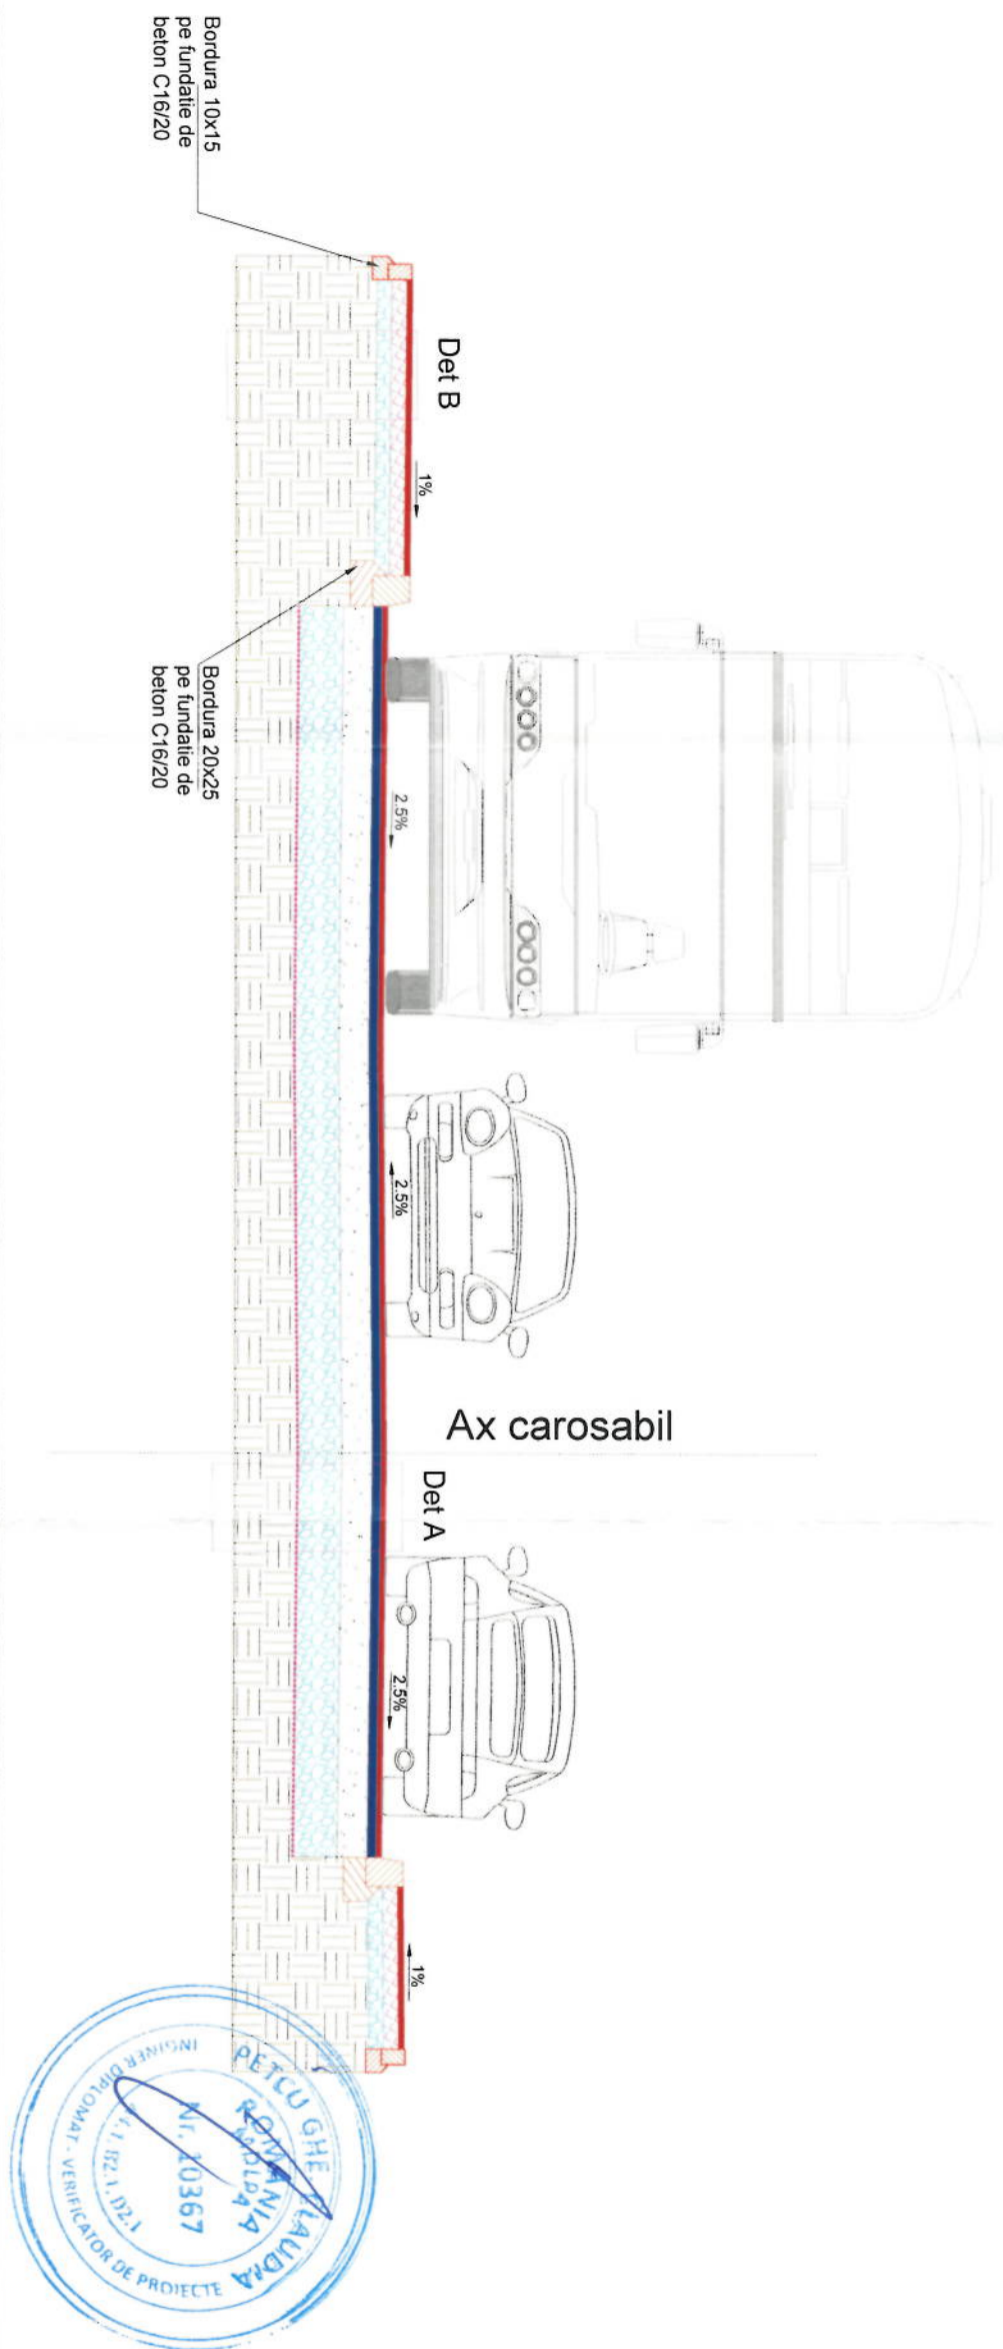 Bordura 10x15
pe fundatie de
beton C16/20
Det B
1%
Bordura 20x25
pe fundatie de
beton C16/20
2.5%
2.5%
Ax carosabil
Det A
2.5%
1%
PETCU GHE. CLAUDIA
ROMANIA
MDLPA
Nr. 10367
INGINER DIPLOMAT - VERIFICATOR DE PROIECTE